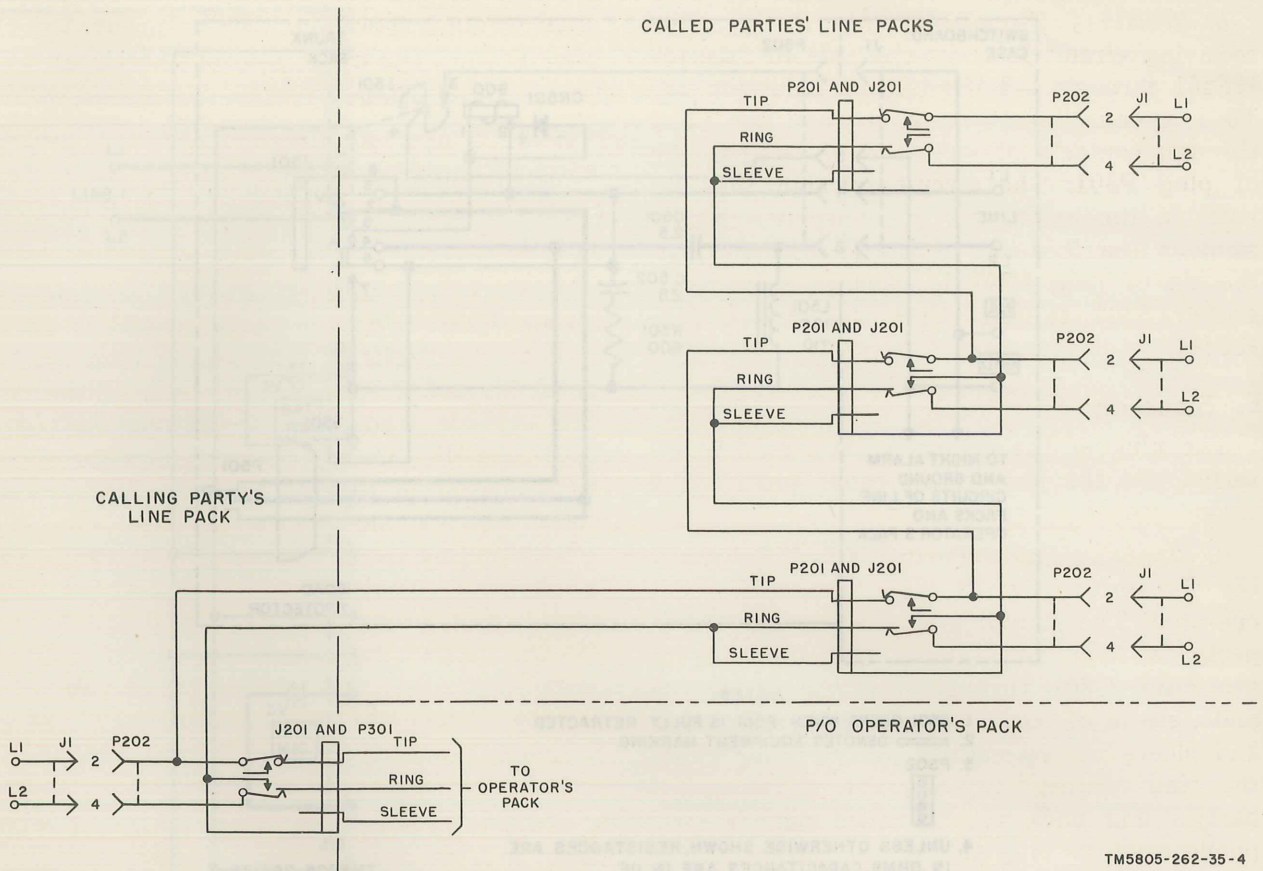 CALLED PARTIES' LINE PACKS
P201 AND J201
TIP
RING
SLEEVE
P202 J1 L1
2
4
L2
P201 AND J201
TIP
RING
SLEEVE
P202 J1 L1
2
4
L2
CALLING PARTY'S
LINE PACK
P201 AND J201
TIP
RING
SLEEVE
P202 J1 L1
2
4
L2
P/O OPERATOR'S PACK
L1 J1 P202
2
L2
4
J201 AND P301
TIP
RING
SLEEVE
TO
OPERATOR'S
PACK
TM5805-262-35-4